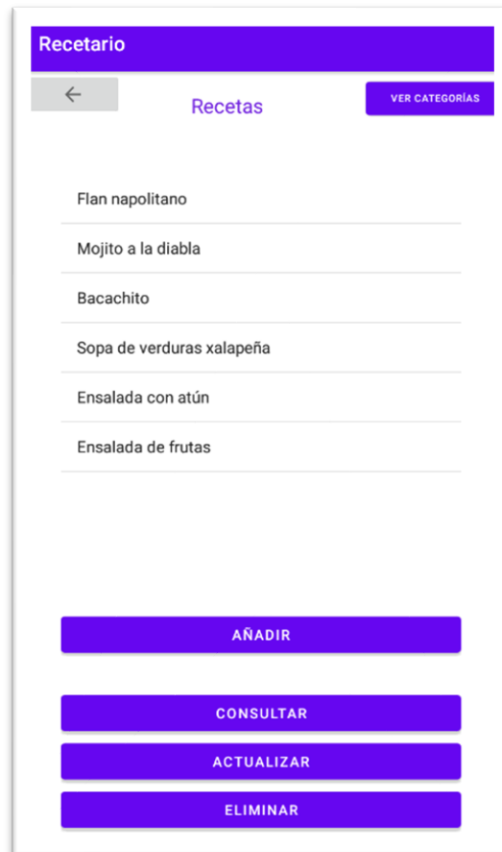 Recetario
Recetas
VER CATEGORÍAS
Flan napolitano
Mojito a la diabla
Bacachito
Sopa de verduras xalapeña
Ensalada con atún
Ensalada de frutas
AÑADIR
CONSULTAR
ACTUALIZAR
ELIMINAR